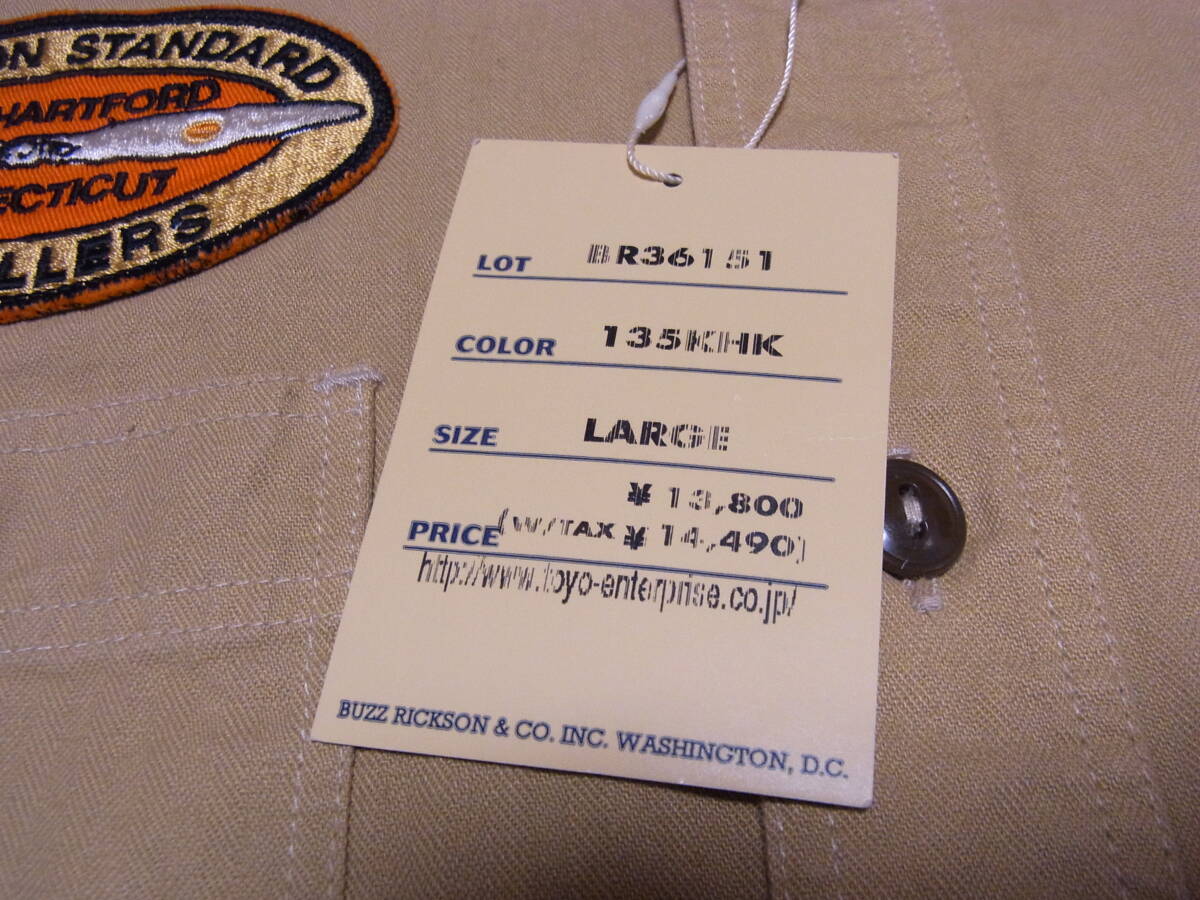 ON STANDARD
HARTFORD
ECTICUT
LLERS
LOT BR36151
COLOR 135KHK
SIZE LARGE
¥ 13,800
PRICE (W/TAX ¥ 14,490)
http://www.toyo-enterprise.co.jp/
BUZZ RICKSON & CO. INC. WASHINGTON, D.C.